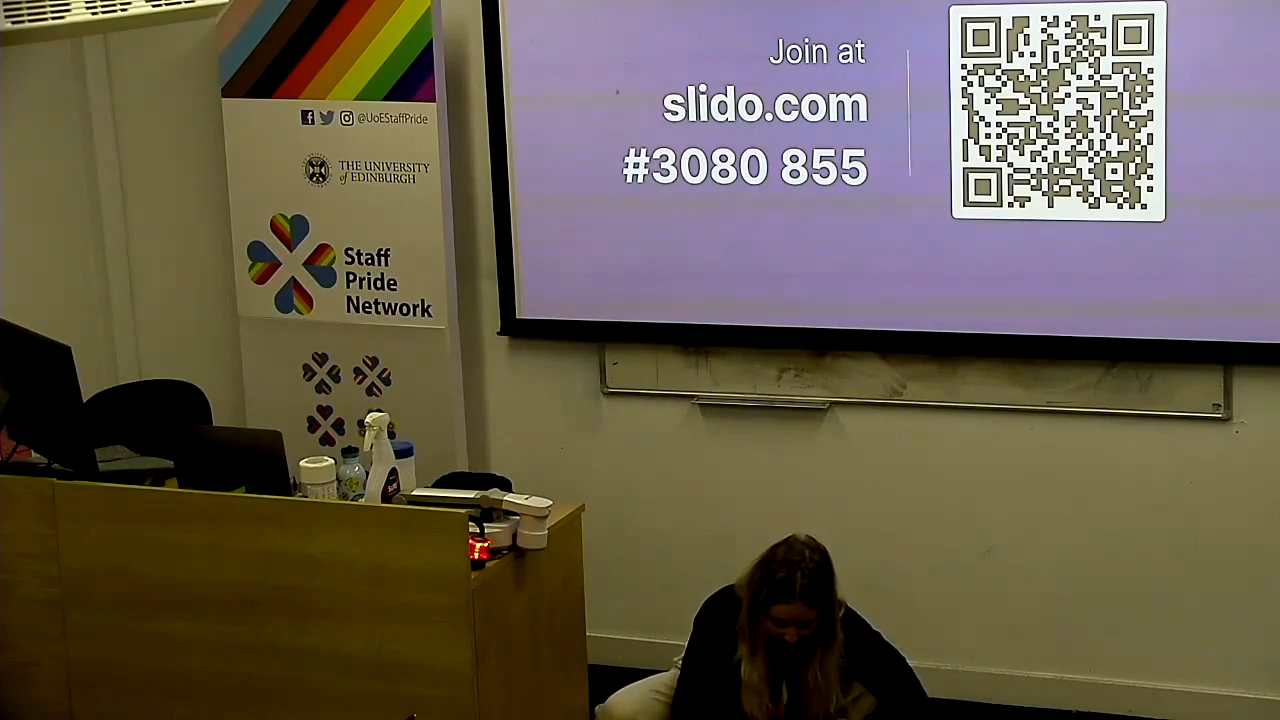 @UoEStaffPride
THE UNIVERSITY
of EDINBURGH
Staff
Pride
Network
Join at
slido.com
#3080 855